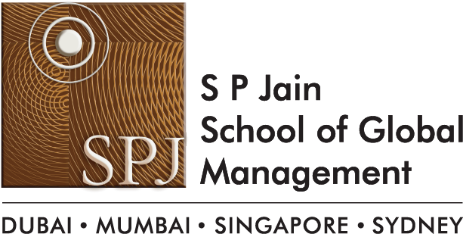 SPJ
S P Jain
School of Global
Management
DUBAI • MUMBAI • SINGAPORE • SYDNEY